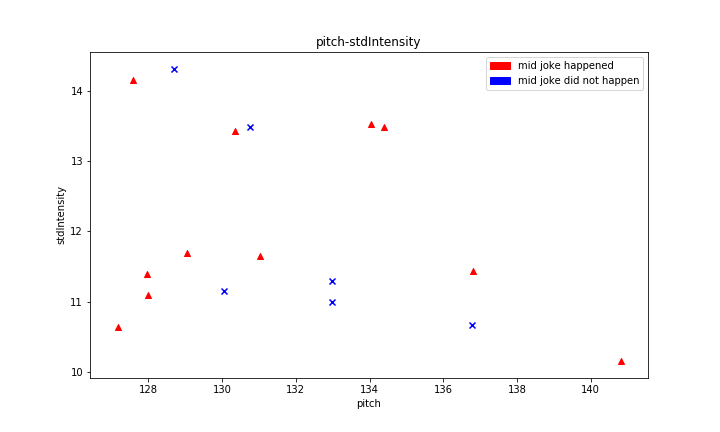 pitch-stdIntensity
mid joke happened
mid joke did not happen
14
13
12
11
10
stdIntensity
128 130 132 134 136 138 140
pitch